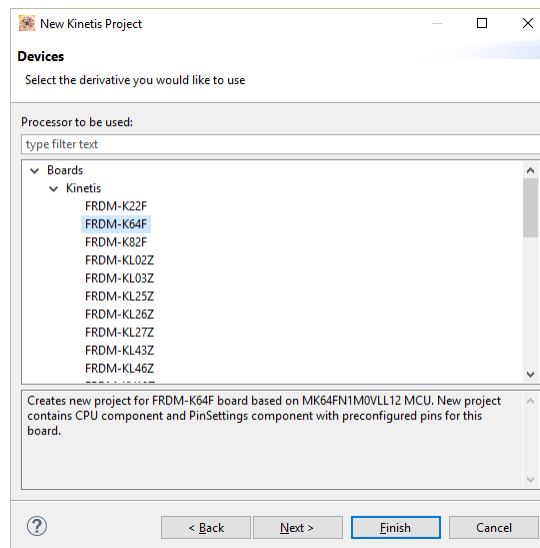 New Kinetis Project
Devices
Select the derivative you would like to use
Processor to be used:
type filter text
Boards
Kinetis
FRDM-K22F
FRDM-K64F
FRDM-K82F
FRDM-KL02Z
FRDM-KL03Z
FRDM-KL25Z
FRDM-KL26Z
FRDM-KL27Z
FRDM-KL43Z
FRDM-KL46Z
Creates new project for FRDM-K64F board based on MK64FN1M0VLL12 MCU. New project
contains CPU component and PinSettings component with preconfigured pins for this
board.
?
< Back Next > Finish Cancel